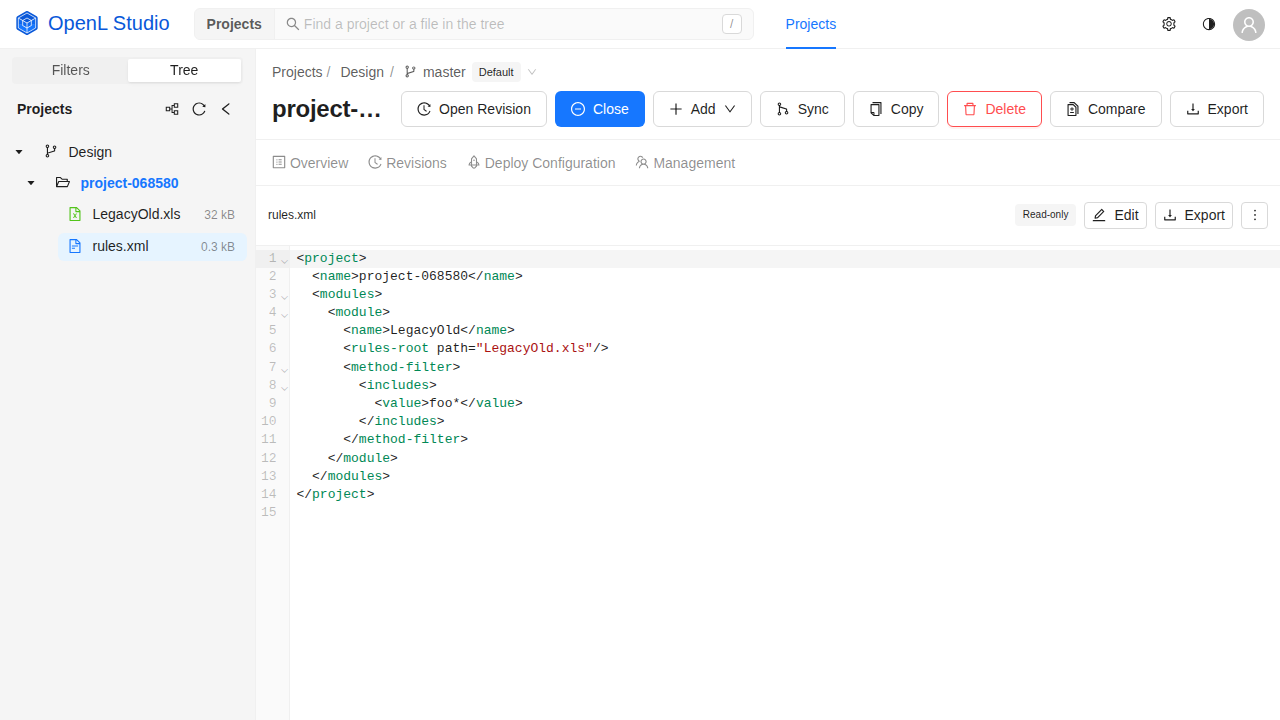 OpenL Studio
Projects
Find a project or a file in the tree
/
Projects
Filters
Tree
Projects
Design
project-068580
LegacyOld.xls 32 kB
rules.xml 0.3 kB
Projects / Design / master Default
project-...
Open Revision
Close
Add
Sync
Copy
Delete
Compare
Export
Overview
Revisions
Deploy Configuration
Management
rules.xml
Read-only
Edit
Export
1 <project>
2   <name>project-068580</name>
3   <modules>
4     <module>
5       <name>LegacyOld</name>
6       <rules-root path="LegacyOld.xls"/>
7       <method-filter>
8         <includes>
9           <value>foo*</value>
10         </includes>
11       </method-filter>
12     </module>
13   </modules>
14 </project>
15